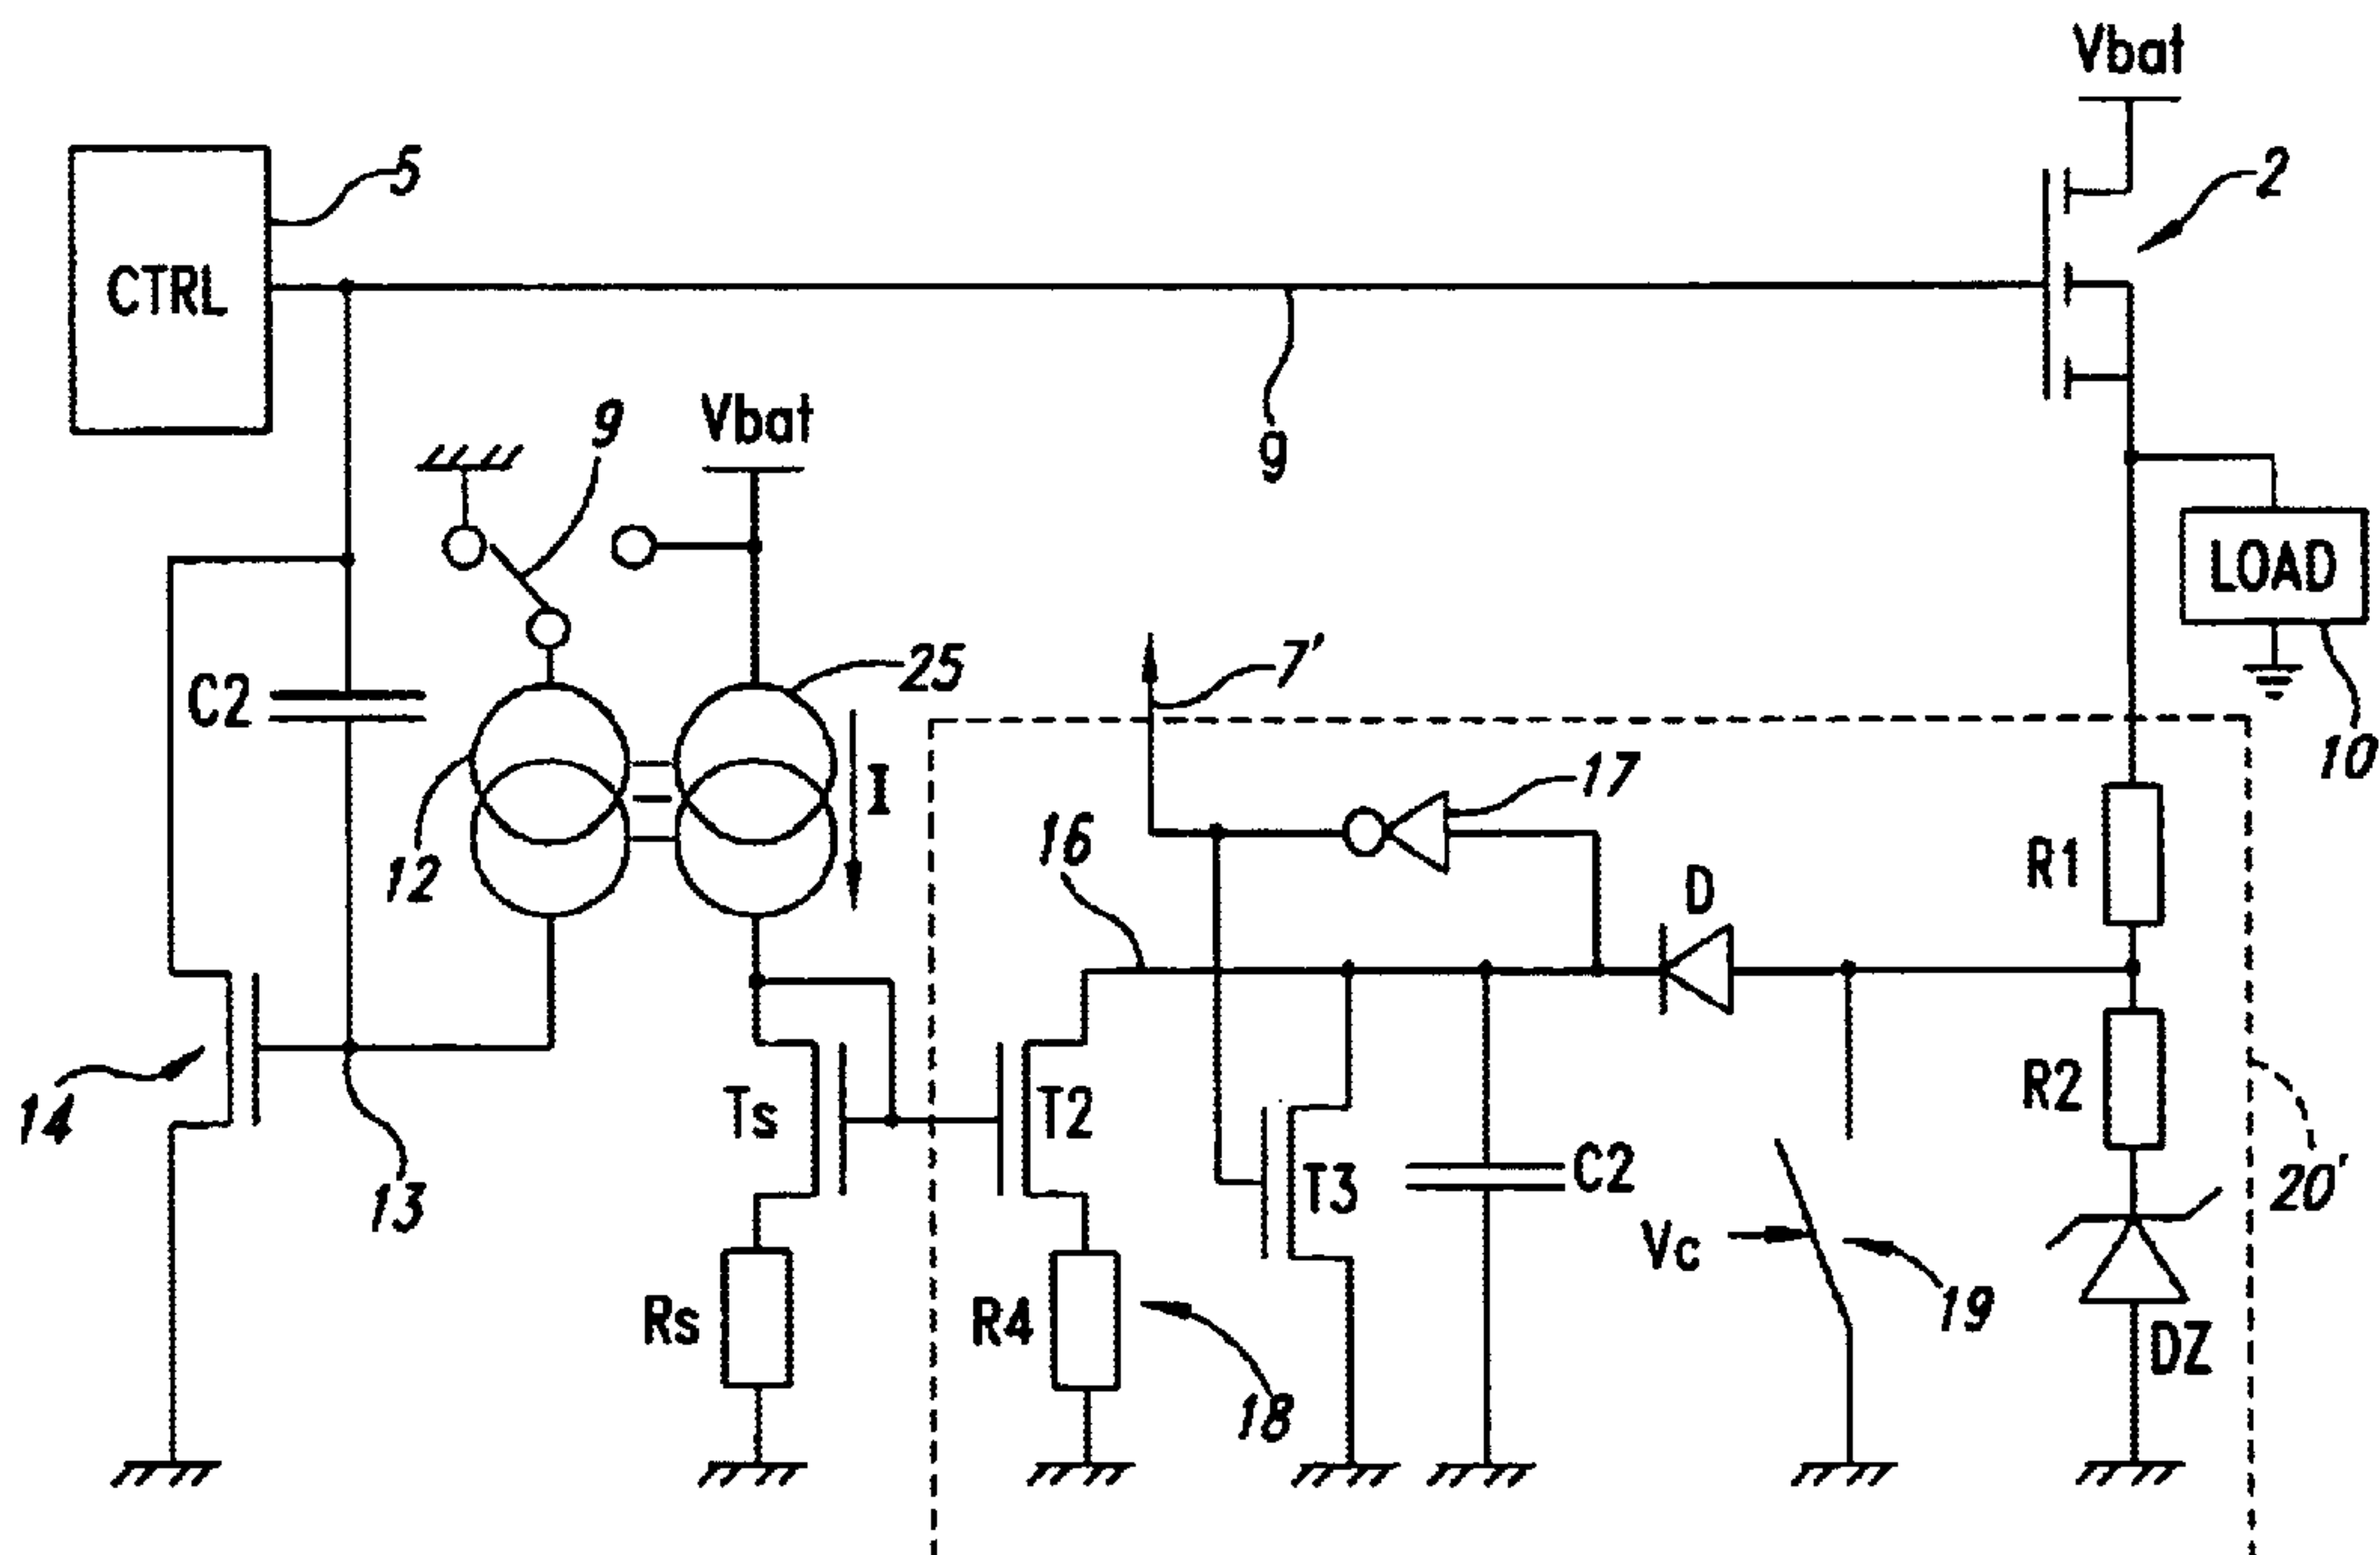 Vbat
5
2
CTRL
9
Vbat
g
LOAD
25
7'
C2
I
10
17
16
R1
12
D
14
Ts
T2
R2
T3
C2
20'
13
Vc
19
Rs
R4
DZ
18